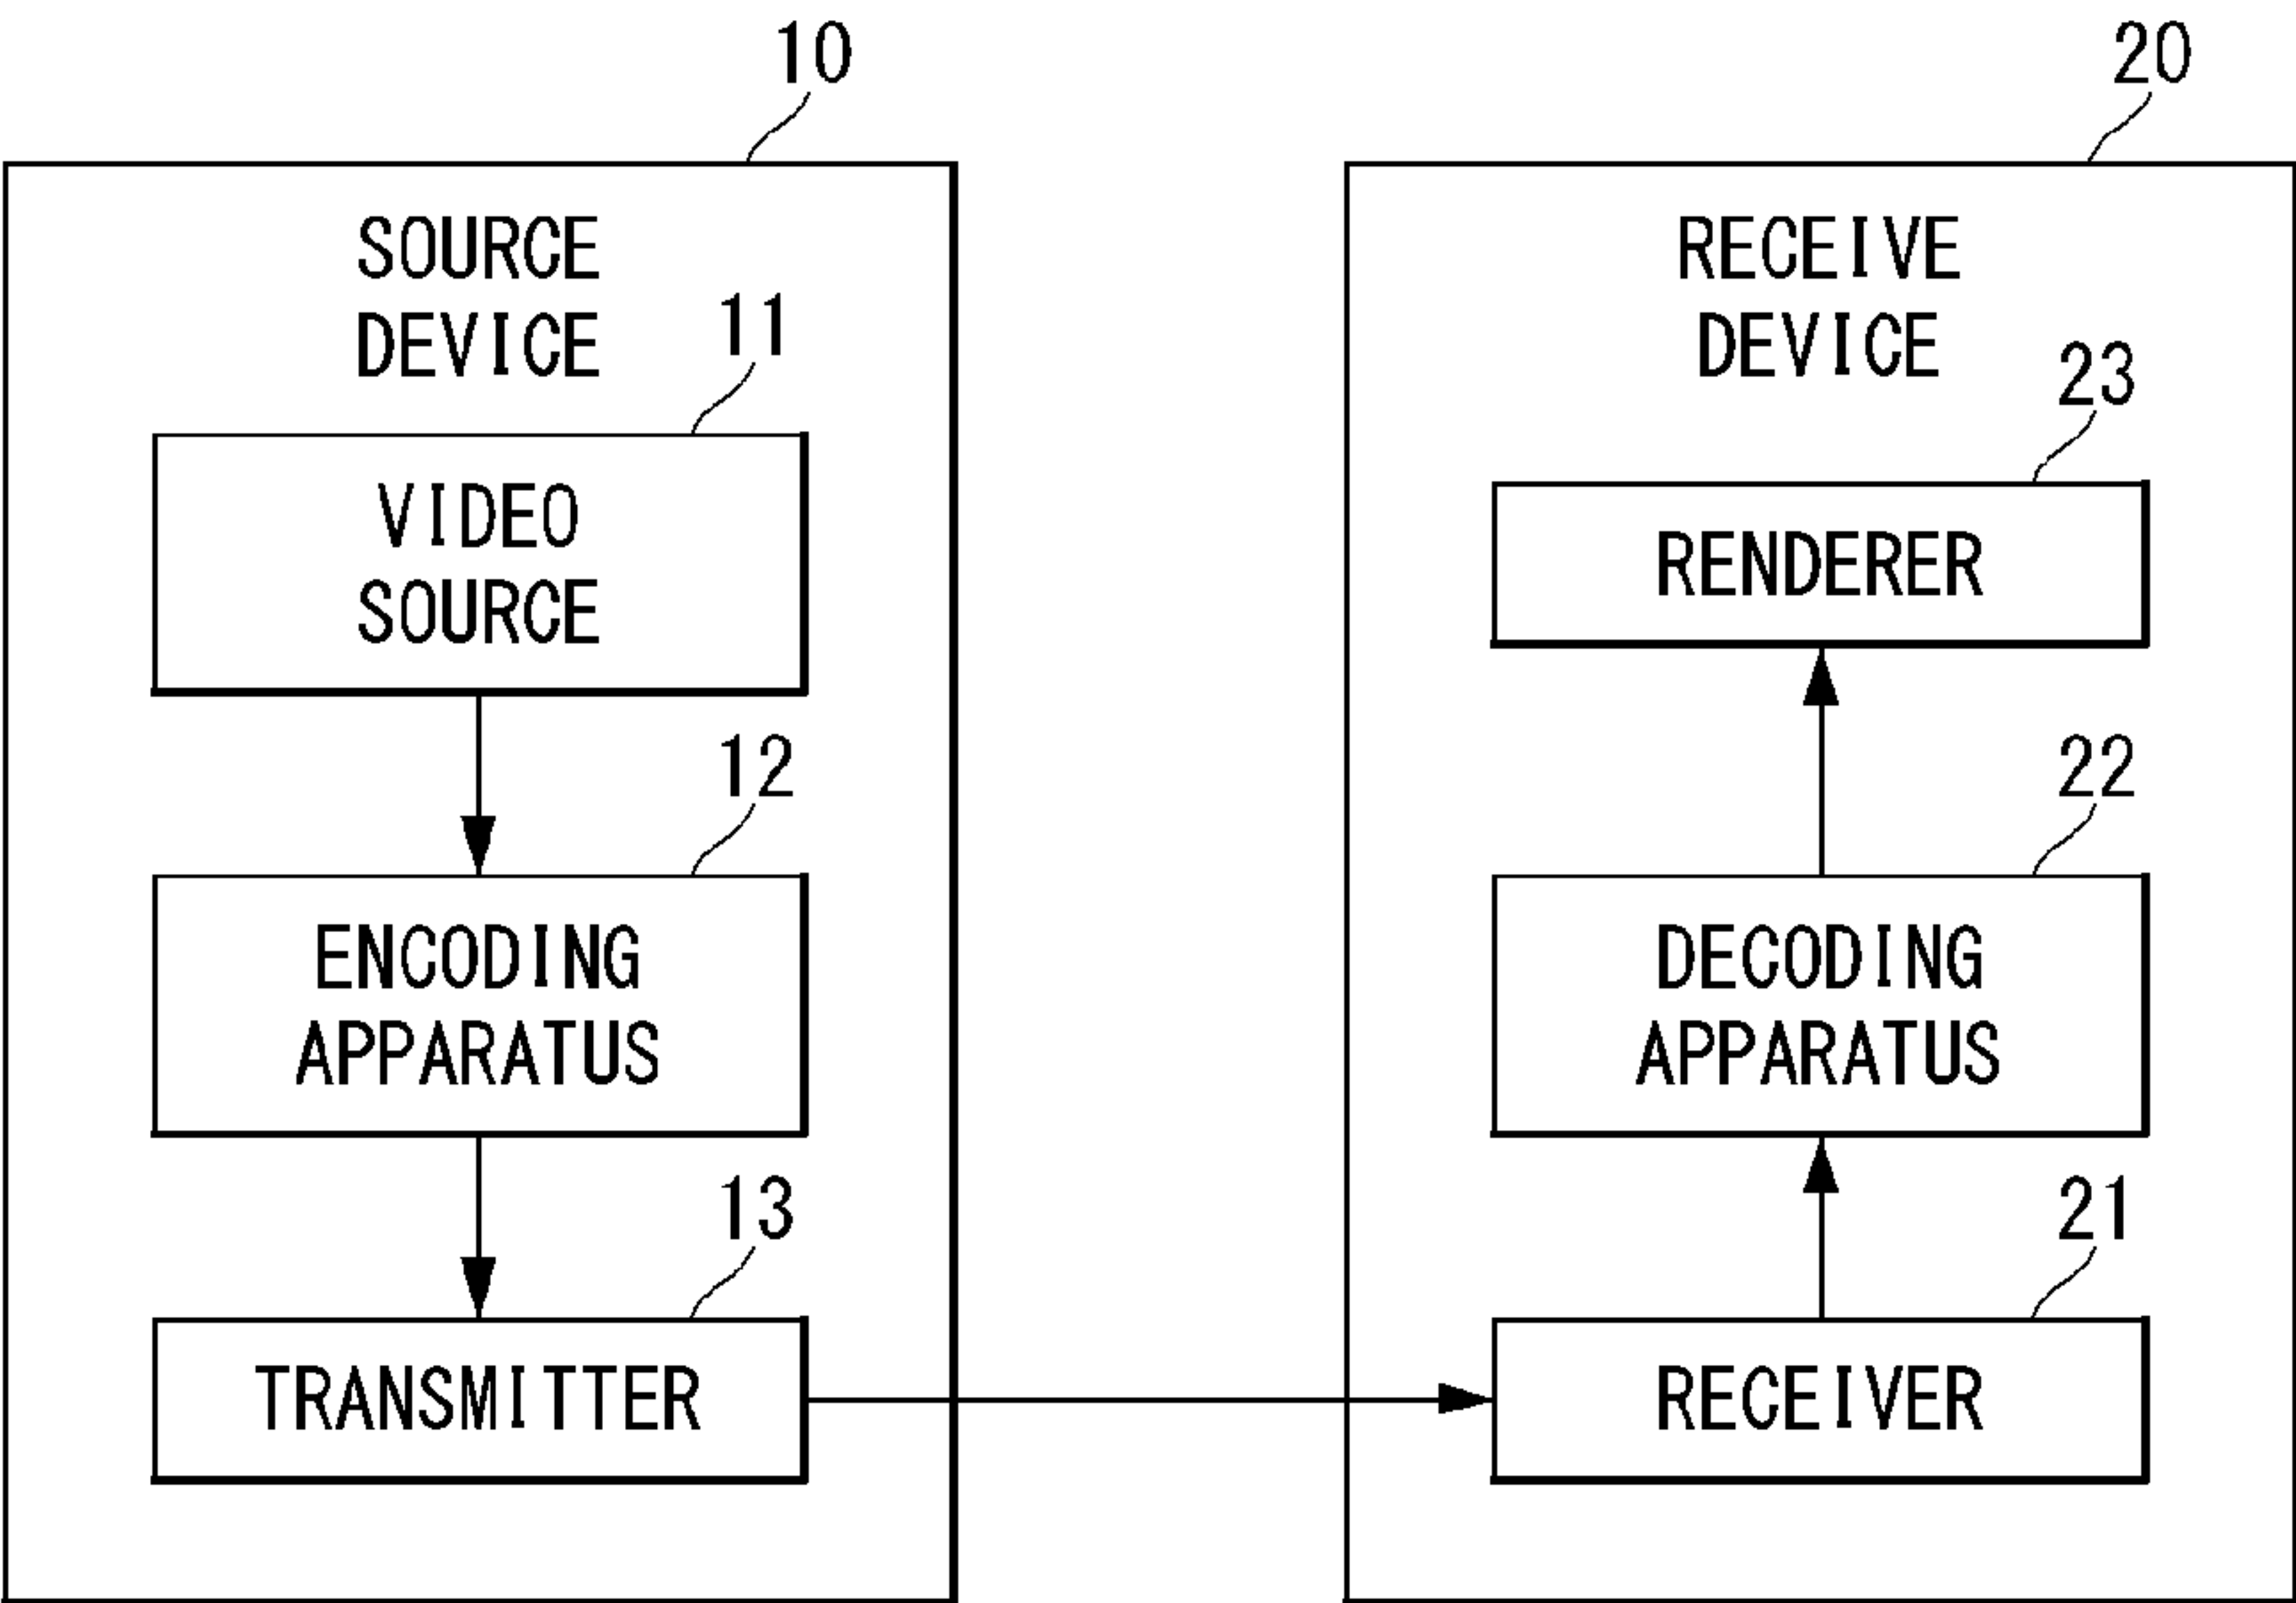 10
SOURCE
DEVICE
11
VIDEO
SOURCE
12
ENCODING
APPARATUS
13
TRANSMITTER
20
RECEIVE
DEVICE
23
RENDERER
22
DECODING
APPARATUS
21
RECEIVER